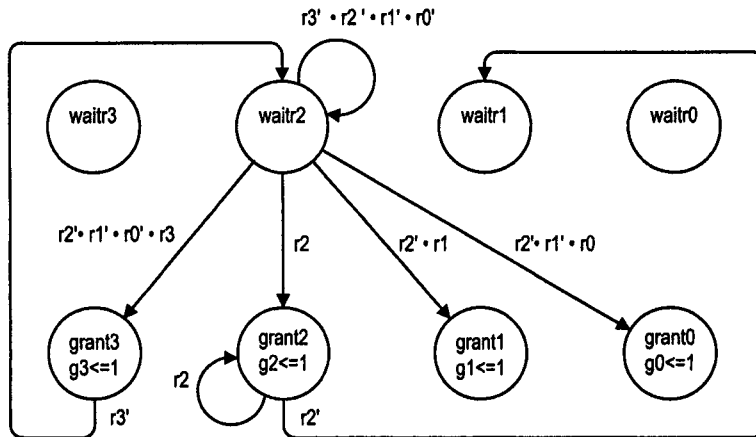 r3' • r2 ' • r1' • r0'
waitr3
waitr2
waitr1
waitr0
r2'• r1' • r0' • r3
r2
r2' • r1
r2'• r1' • r0
grant3
g3<=1
grant2
g2<=1
grant1
g1<=1
grant0
g0<=1
r2
r3'
r2'